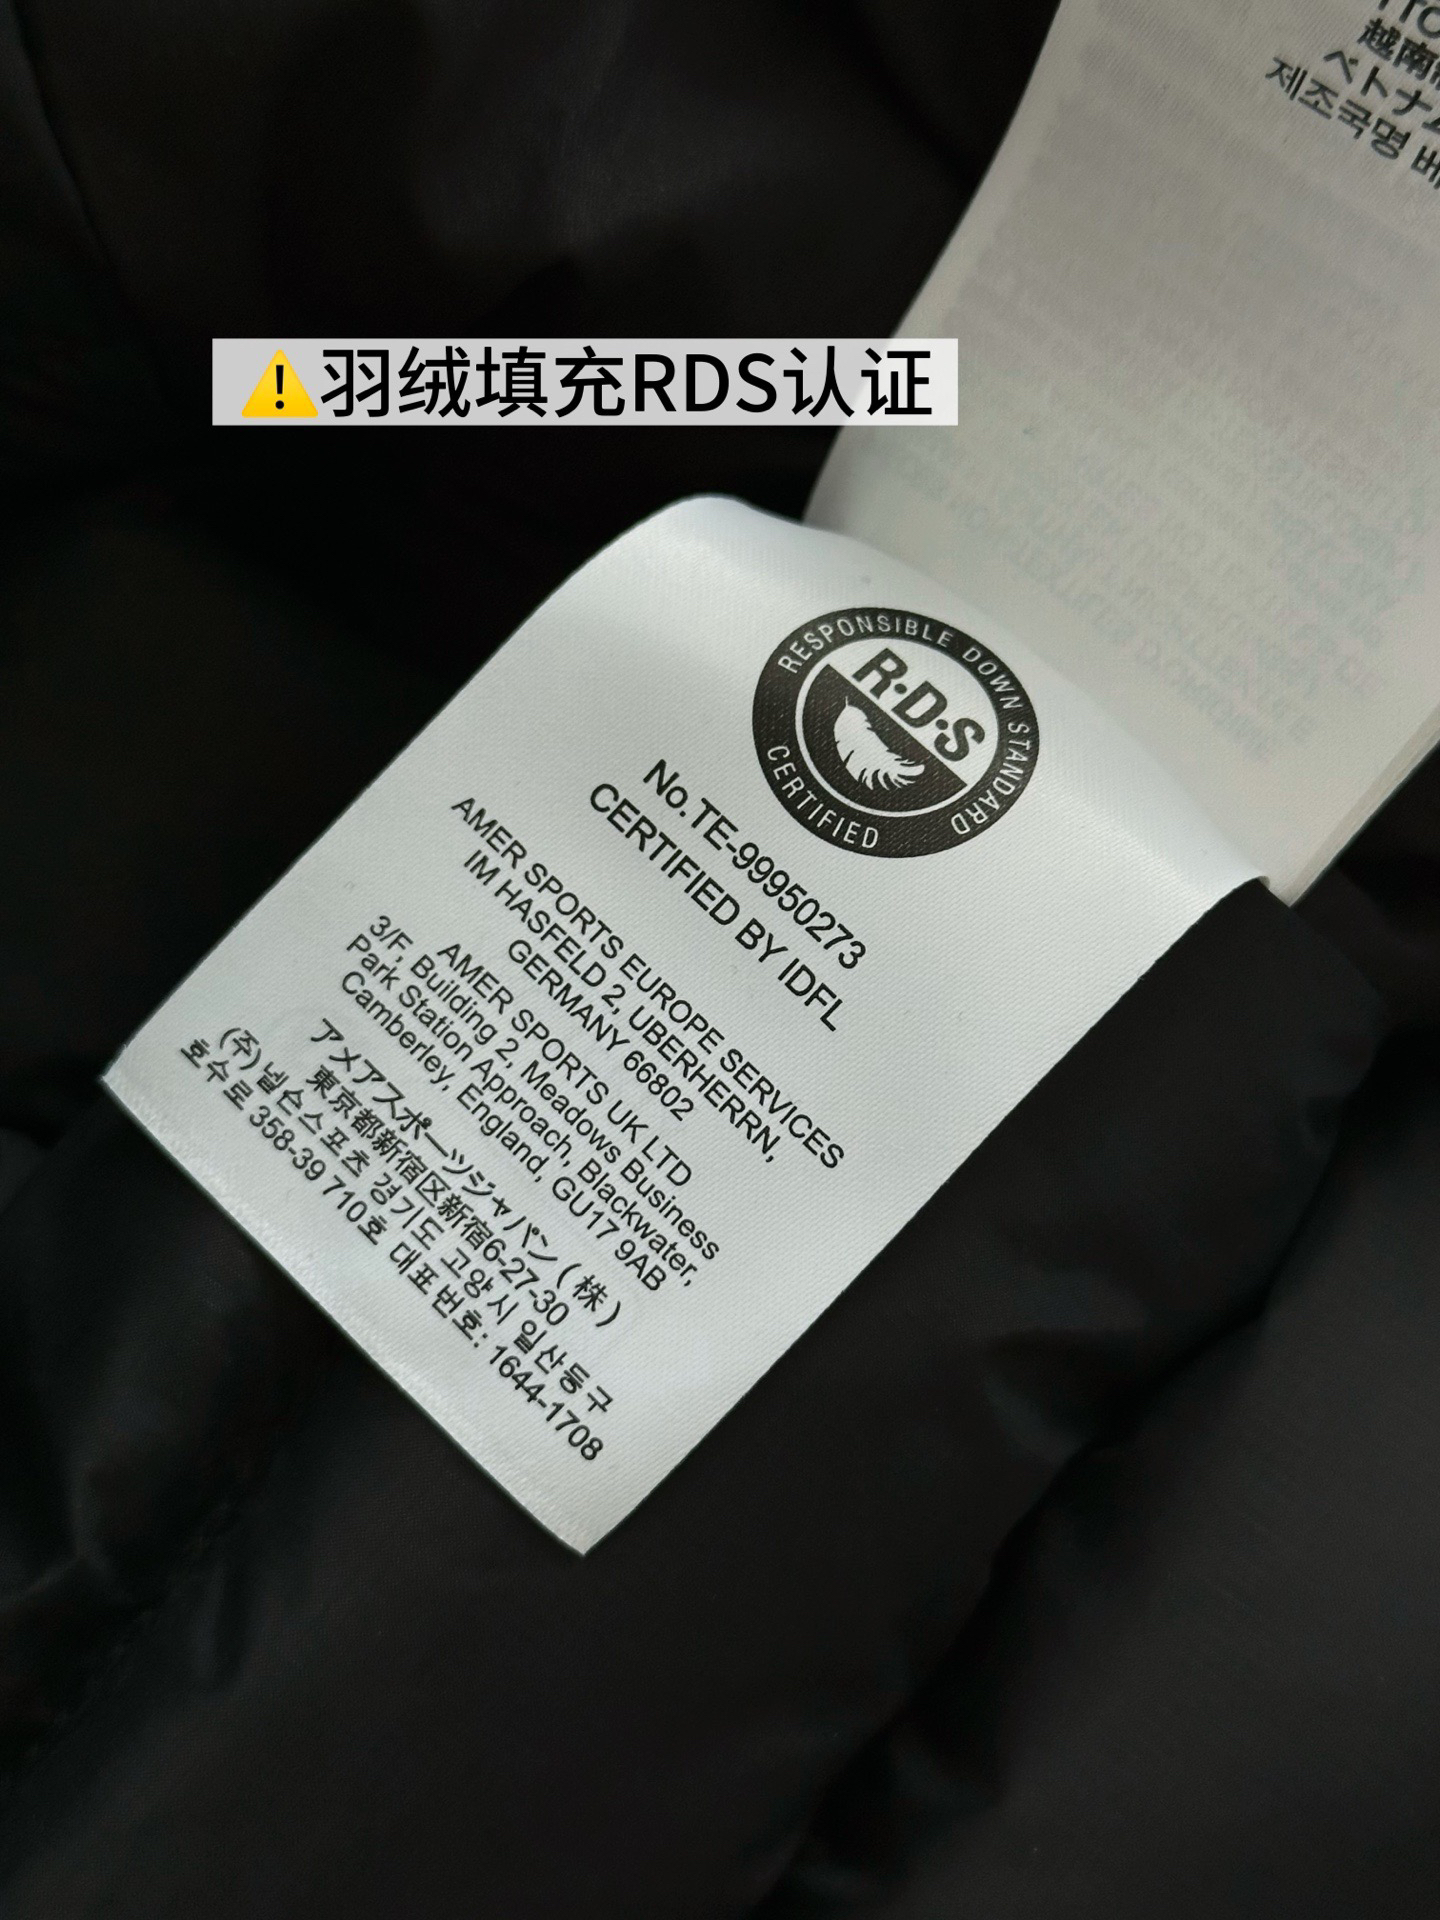 ⚠️羽绒填充RDS认证
越南
ベトナム
제조국명 베
RESPONSIBLE DOWN STANDARD
R·D·S
CERTIFIED
No.TE-99950273
CERTIFIED BY IDFL
AMER SPORTS EUROPE SERVICES
IM HASFELD 2, UBERHERRN,
GERMANY 66802
AMER SPORTS UK LTD
3/F, Building 2, Meadows Business
Park Station Approach, Blackwater,
Camberley, England, GU17 9AB
アメアスポーツジャパン(株)
東京都新宿区新宿6-27-30
(주)넬슨스포츠 경기도 고양시 일산동구
호수로 358-39 710호 대표번호: 1644-1708